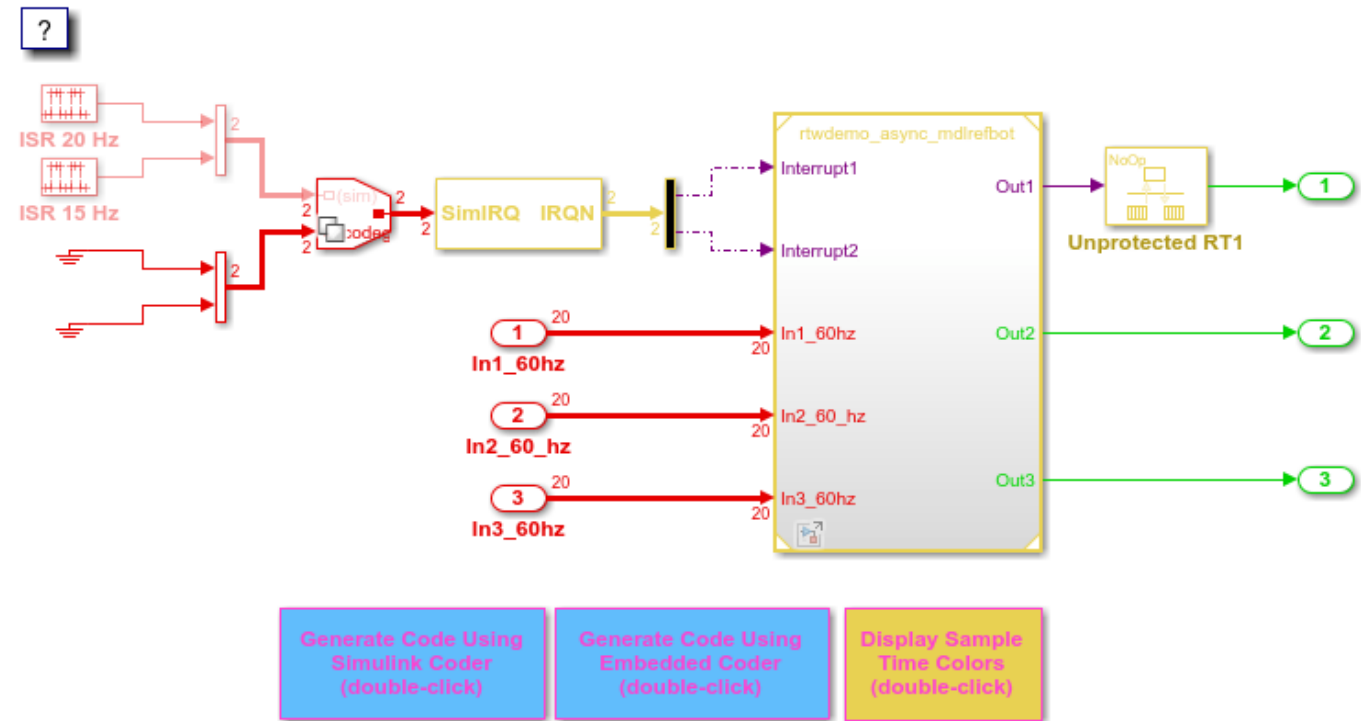 ?
ISR 20 Hz
ISR 15 Hz
2
2
2
2
(sim)
codeg
2
2
SimIRQ IRQN
2
2
rtwdemo_async_mdlrefbot
Interrupt1
Interrupt2
In1_60hz
In2_60_hz
In3_60hz
Out1
Out2
Out3
NoOp
Unprotected RT1
1
2
3
1
20
20
In1_60hz
2
20
20
In2_60_hz
3
20
20
In3_60hz
Generate Code Using
Simulink Coder
(double-click)
Generate Code Using
Embedded Coder
(double-click)
Display Sample
Time Colors
(double-click)